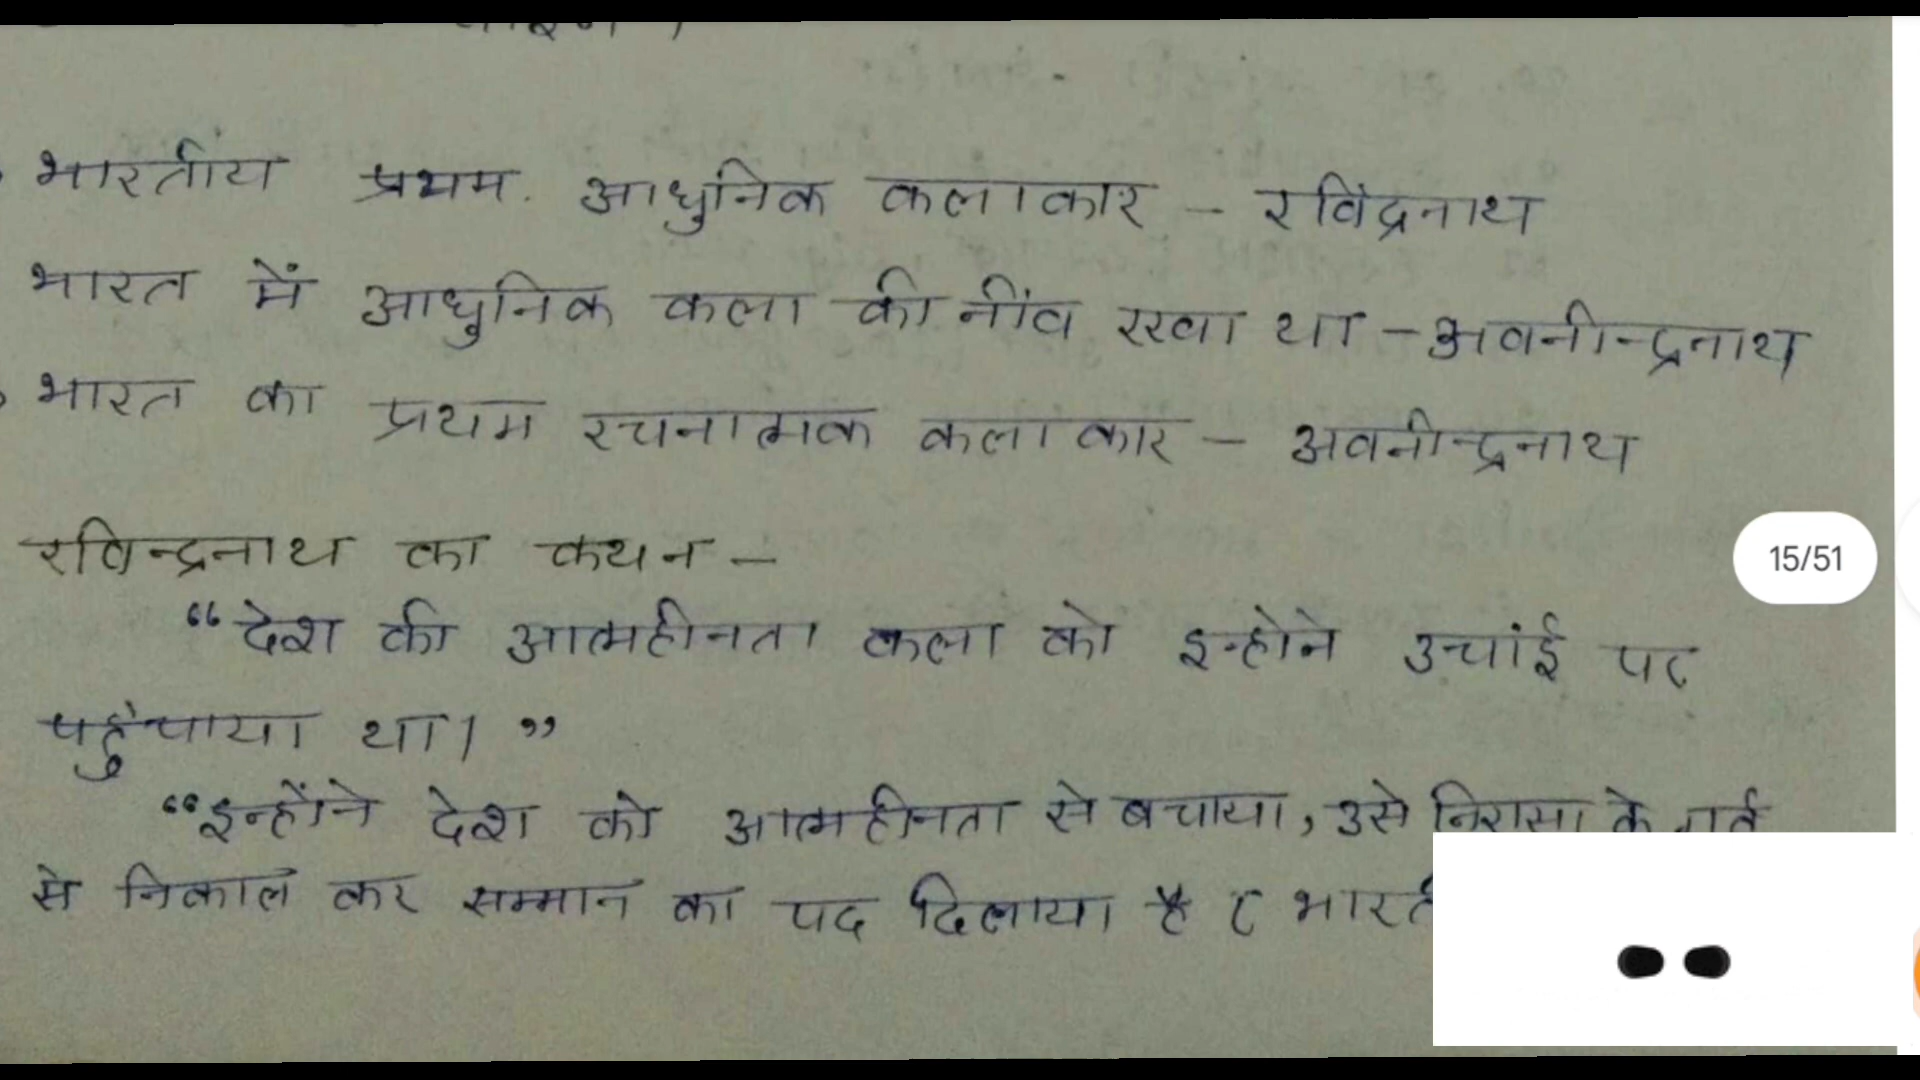 भारतीय प्रथम. आधुनिक कलाकार – रविंद्रनाथ
भारत में आधुनिक कला की नींव रखा था – अवनीन्द्रनाथ
भारत का प्रथम रचनात्मक कलाकार – अवनीन्द्रनाथ
रविन्द्रनाथ का कथन –
15/51
“देश की आत्महीनता कला को इन्होने उचांई पर
पहुँचाया था। ”
“इन्होंने देश को आत्महीनता से बचाया, उसे निरासा के गर्त
से निकाल कर सम्मान का पद दिलाया है